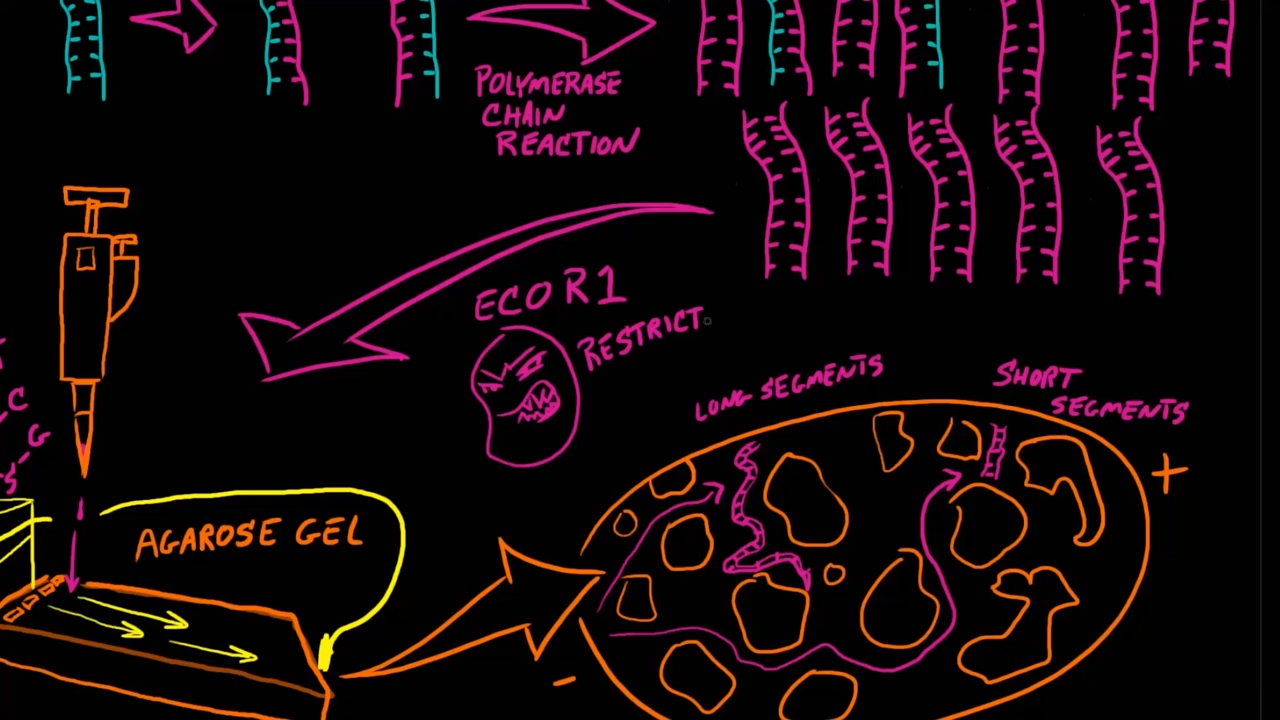 POLYMERASE
CHAIN
REACTION
ECOR1
RESTRICT
LONG SEGMENTS
SHORT
SEGMENTS
+
C
G
S
AGAROSE GEL
-